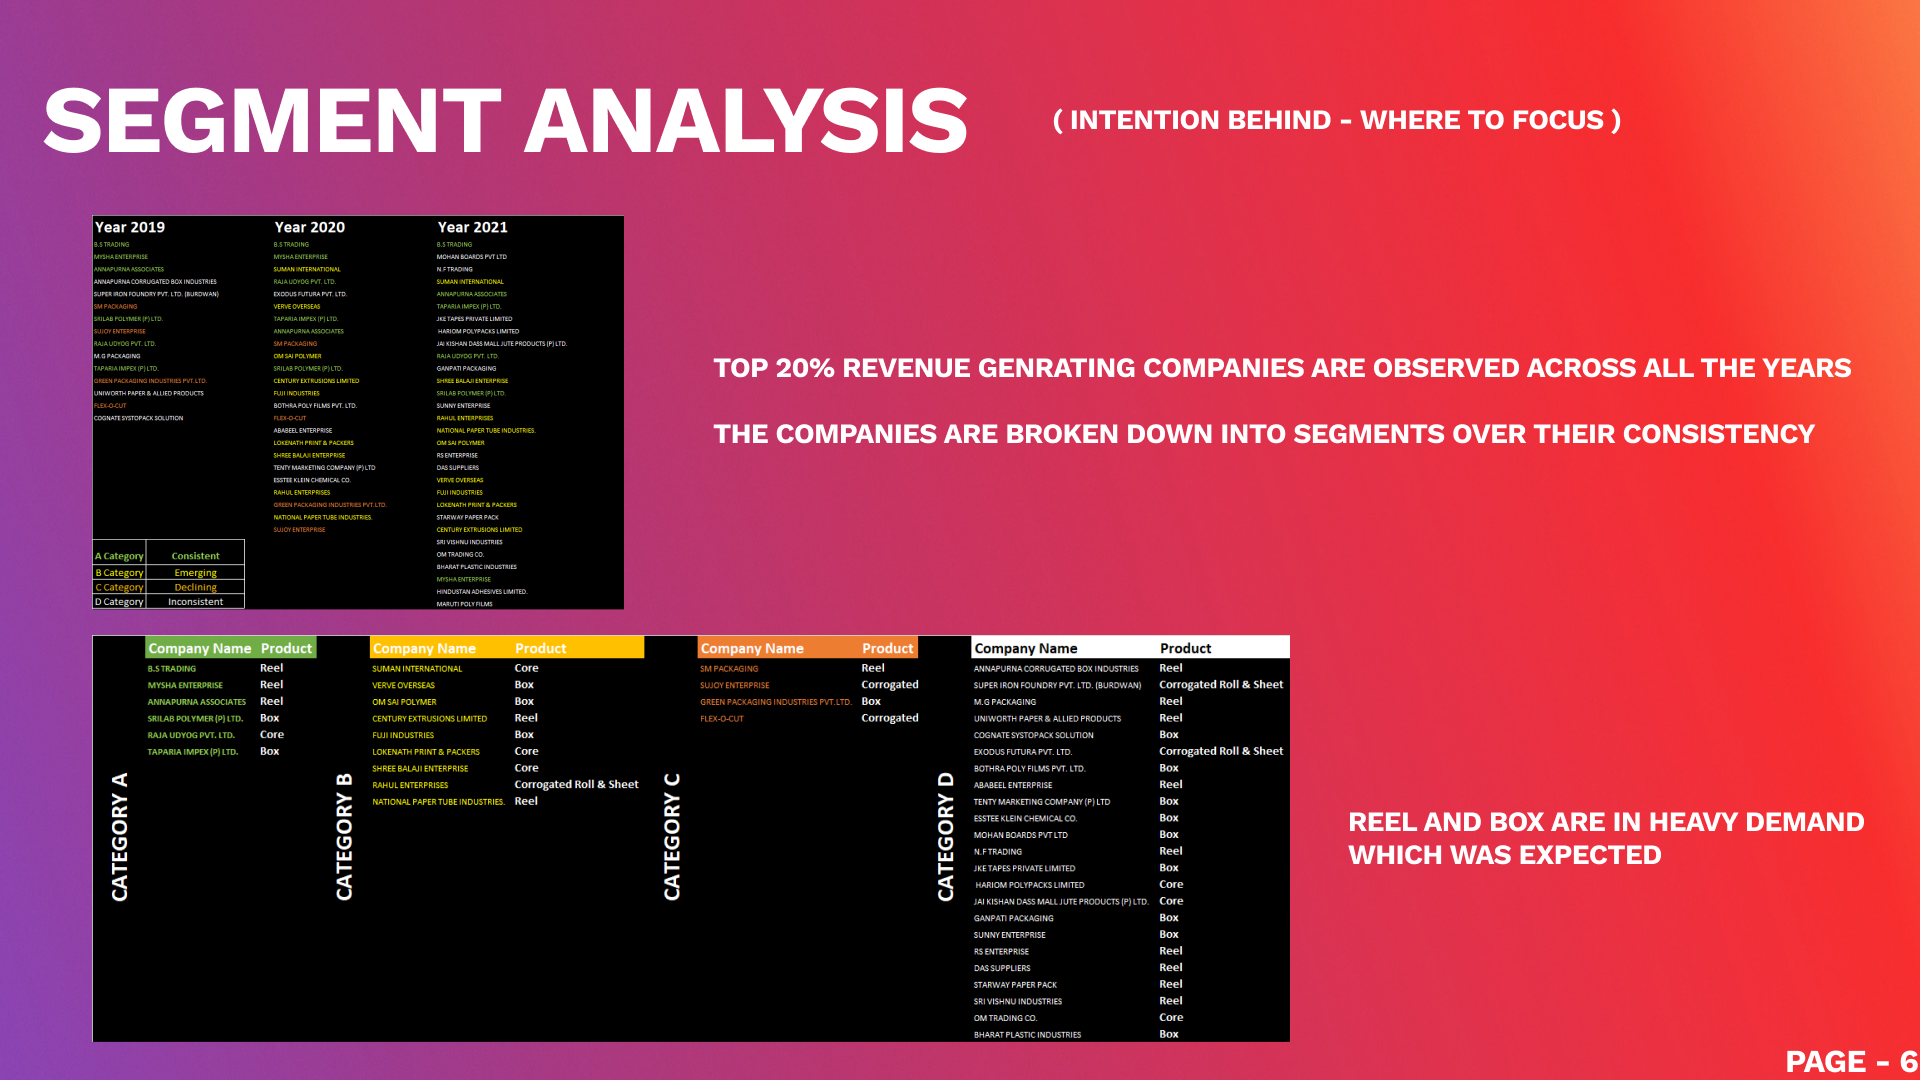 SEGMENT ANALYSIS
( INTENTION BEHIND - WHERE TO FOCUS )
Year 2019
B.S TRADING
MYSHA ENTERPRISE
ANNAPURNA ASSOCIATES
ANNAPURNA CORRUGATED BOX INDUSTRIES
SUPER IRON FOUNDRY PVT. LTD. (BURDWAN)
SM PACKAGING
SRILAB POLYMER (P) LTD.
SUJOY ENTERPRISE
RAJA UDYOG PVT. LTD.
M.G PACKAGING
TAPARIA IMPEX (P) LTD.
GREEN PACKAGING INDUSTRIES PVT.LTD.
UNIWORTH PAPER & ALLIED PRODUCTS
FLEX-O-CUT
COGNATE SYSTOPACK SOLUTION
A Category Consistent
B Category Emerging
C Category Declining
D Category Inconsistent
Year 2020
B.S TRADING
MYSHA ENTERPRISE
SUMAN INTERNATIONAL
RAJA UDYOG PVT. LTD.
EXODUS FUTURA PVT. LTD.
VERVE OVERSEAS
TAPARIA IMPEX (P) LTD.
ANNAPURNA ASSOCIATES
SM PACKAGING
OM SAI POLYMER
SRILAB POLYMER (P) LTD.
CENTURY EXTRUSIONS LIMITED
FUJI INDUSTRIES
BOTHRA POLY FILMS PVT. LTD.
FLEX-O-CUT
ABABEEL ENTERPRISE
LOKENATH PRINT & PACKERS
SHREE BALAJI ENTERPRISE
TENTY MARKETING COMPANY (P) LTD
ESSTEE KLEIN CHEMICAL CO.
RAHUL ENTERPRISES
GREEN PACKAGING INDUSTRIES PVT.LTD.
NATIONAL PAPER TUBE INDUSTRIES.
SUJOY ENTERPRISE
Year 2021
B.S TRADING
MOHAN BOARDS PVT LTD
N.F TRADING
SUMAN INTERNATIONAL
ANNAPURNA ASSOCIATES
TAPARIA IMPEX (P) LTD.
JKE TAPES PRIVATE LIMITED
HARIOM POLYPACKS LIMITED
JAI KISHAN DASS MALL JUTE PRODUCTS (P) LTD.
RAJA UDYOG PVT. LTD.
GANPATI PACKAGING
SHREE BALAJI ENTERPRISE
SRILAB POLYMER (P) LTD.
SUNNY ENTERPRISE
RAHUL ENTERPRISES
NATIONAL PAPER TUBE INDUSTRIES.
OM SAI POLYMER
RS ENTERPRISE
DAS SUPPLIERS
VERVE OVERSEAS
FUJI INDUSTRIES
LOKENATH PRINT & PACKERS
STARWAY PAPER PACK
CENTURY EXTRUSIONS LIMITED
SRI VISHNU INDUSTRIES
OM TRADING CO.
BHARAT PLASTIC INDUSTRIES
MYSHA ENTERPRISE
HINDUSTAN ADHESIVES LIMITED.
MARUTI POLY FILMS
TOP 20% REVENUE GENRATING COMPANIES ARE OBSERVED ACROSS ALL THE YEARS
THE COMPANIES ARE BROKEN DOWN INTO SEGMENTS OVER THEIR CONSISTENCY
CATEGORY A
Company Name Product
B.S TRADING Reel
MYSHA ENTERPRISE Reel
ANNAPURNA ASSOCIATES Reel
SRILAB POLYMER (P) LTD. Box
RAJA UDYOG PVT. LTD. Core
TAPARIA IMPEX (P) LTD. Box
CATEGORY B
Company Name Product
SUMAN INTERNATIONAL Core
VERVE OVERSEAS Box
OM SAI POLYMER Box
CENTURY EXTRUSIONS LIMITED Reel
FUJI INDUSTRIES Box
LOKENATH PRINT & PACKERS Core
SHREE BALAJI ENTERPRISE Core
RAHUL ENTERPRISES Corrogated Roll & Sheet
NATIONAL PAPER TUBE INDUSTRIES. Reel
CATEGORY C
Company Name Product
SM PACKAGING Reel
SUJOY ENTERPRISE Corrogated
GREEN PACKAGING INDUSTRIES PVT.LTD. Box
FLEX-O-CUT Corrogated
CATEGORY D
Company Name Product
ANNAPURNA CORRUGATED BOX INDUSTRIES Reel
SUPER IRON FOUNDRY PVT. LTD. (BURDWAN) Corrogated Roll & Sheet
M.G PACKAGING Reel
UNIWORTH PAPER & ALLIED PRODUCTS Reel
COGNATE SYSTOPACK SOLUTION Box
EXODUS FUTURA PVT. LTD. Corrogated Roll & Sheet
BOTHRA POLY FILMS PVT. LTD. Box
ABABEEL ENTERPRISE Reel
TENTY MARKETING COMPANY (P) LTD Box
ESSTEE KLEIN CHEMICAL CO. Box
MOHAN BOARDS PVT LTD Box
N.F TRADING Reel
JKE TAPES PRIVATE LIMITED Box
HARIOM POLYPACKS LIMITED Core
JAI KISHAN DASS MALL JUTE PRODUCTS (P) LTD. Core
GANPATI PACKAGING Box
SUNNY ENTERPRISE Box
RS ENTERPRISE Reel
DAS SUPPLIERS Reel
STARWAY PAPER PACK Reel
SRI VISHNU INDUSTRIES Reel
OM TRADING CO. Core
BHARAT PLASTIC INDUSTRIES Box
REEL AND BOX ARE IN HEAVY DEMAND
WHICH WAS EXPECTED
PAGE - 6